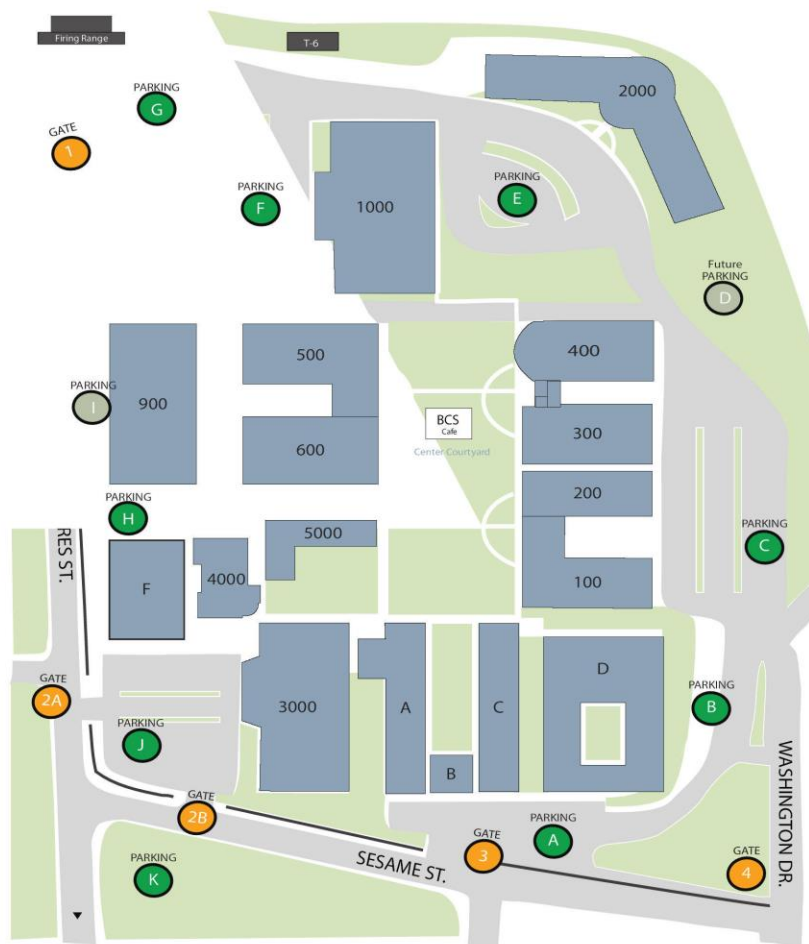 Firing Range
T-6
PARKING
G
2000
GATE
1
PARKING
F
1000
PARKING
E
Future
PARKING
D
500
400
PARKING
I
900
BCS
Cafe
Center Courtyard
300
600
200
PARKING
H
5000
PARKING
C
RES ST.
F
4000
100
GATE
2A
3000
A
C
D
PARKING
B
PARKING
J
B
WASHINGTON DR.
GATE
2B
PARKING
A
SESAME ST.
GATE
3
GATE
4
PARKING
K